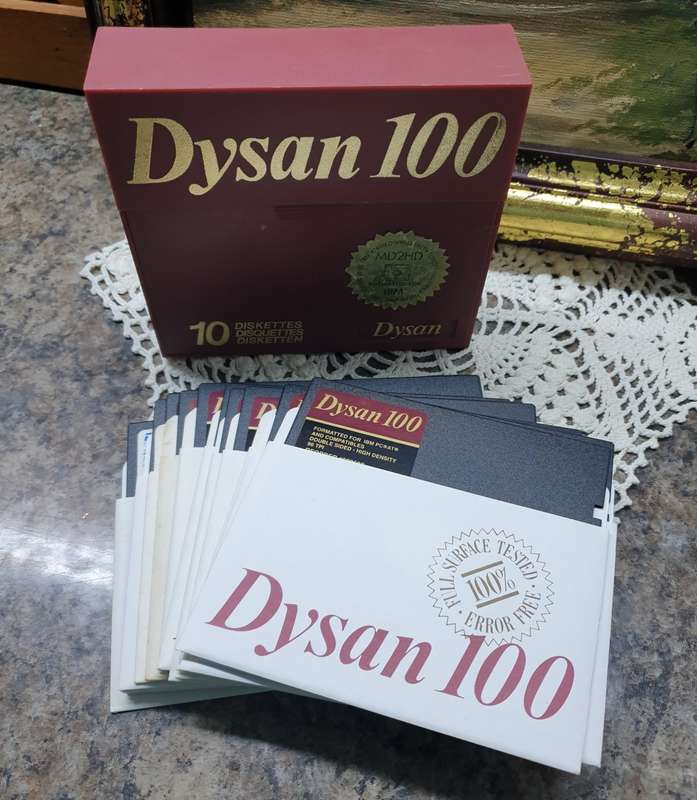 Dysan 100
MD2HD
10 DISKETTES
DISQUETTES
DISKETTEN
Dysan
Dysan 100
FORMATTED FOR IBM PC®AT®
AND COMPATIBLES
DOUBLE SIDED - HIGH DENSITY
96 TPI
FULL SURFACE TESTED
100%
ERROR FREE
Dysan 100